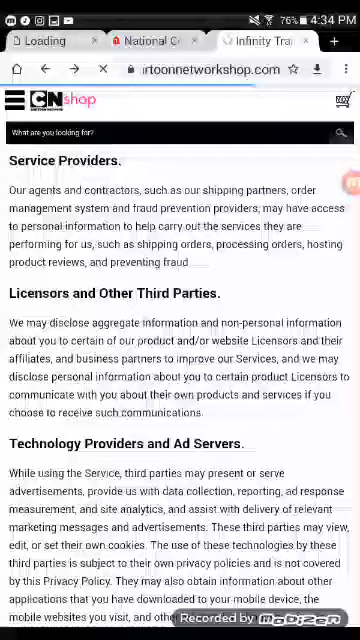 76% 4:34 PM
Loading
National C
Infinity Tra
rtoonnetworkshop.com
CN shop
CARTOON NETWORK
What are you looking for?
Service Providers.
Our agents and contractors, such as our shipping partners, order
management system and fraud prevention providers, may have access
to personal information to help carry out the services they are
performing for us, such as shipping orders, processing orders, hosting
product reviews, and preventing fraud
Licensors and Other Third Parties.
We may disclose aggregate information and non-personal information
about you to certain of our product and/or website Licensors and their
affiliates, and business partners to improve our Services, and we may
disclose personal information about you to certain product Licensors to
communicate with you about their own products and services if you
choose to receive such communications.
Technology Providers and Ad Servers.
While using the Service, third parties may present or serve
advertisements, provide us with data collection, reporting, ad response
measurement, and site analytics, and assist with delivery of relevant
marketing messages and advertisements. These third parties may view,
edit, or set their own cookies. The use of these technologies by these
third parties is subject to their own privacy policies and is not covered
by this Privacy Policy. They may also obtain information about other
applications that you have downloaded to your mobile device, the
mobile websites you visit, and other
Recorded by MOBIZEN